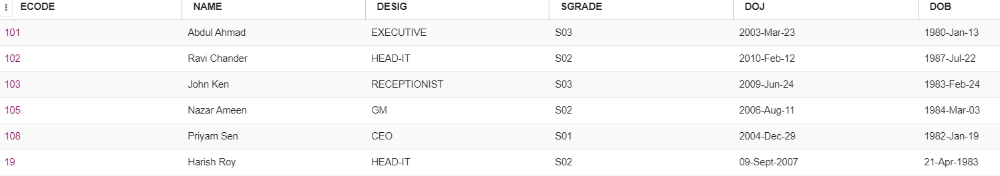 ECODE NAME DESIG SGRADE DOJ DOB
101 Abdul Ahmad EXECUTIVE S03 2003-Mar-23 1980-Jan-13
102 Ravi Chander HEAD-IT S02 2010-Feb-12 1987-Jul-22
103 John Ken RECEPTIONIST S03 2009-Jun-24 1983-Feb-24
105 Nazar Ameen GM S02 2006-Aug-11 1984-Mar-03
108 Priyam Sen CEO S01 2004-Dec-29 1982-Jan-19
19 Harish Roy HEAD-IT S02 09-Sept-2007 21-Apr-1983